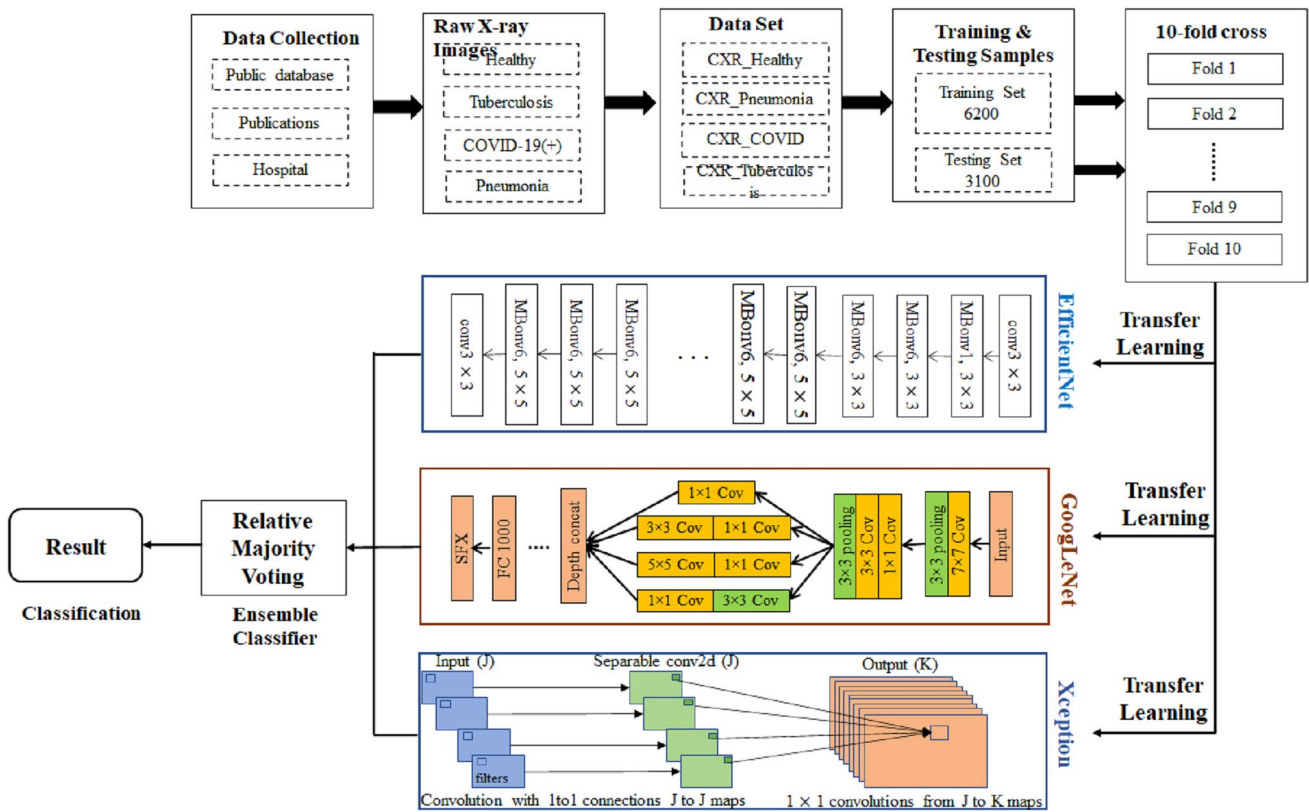 Data Collection
Public database
Publications
Hospital
Raw X-ray
Images
Healthy
Tuberculosis
COVID-19(+)
Pneumonia
Data Set
CXR_Healthy
CXR_Pneumonia
CXR_COVID
CXR_Tuberculos
is
Training &
Testing Samples
Training Set
6200
Testing Set
3100
10-fold cross
Fold 1
Fold 2
Fold 9
Fold 10
Transfer
Learning
EfficientNet
conv3 × 3
MBonv1, 3 × 3
MBonv6, 3 × 3
MBonv6, 3 × 3
MBonv6, 5 × 5
MBonv6, 5 × 5
. . .
MBonv6, 5 × 5
MBonv6, 5 × 5
MBonv6, 5 × 5
conv3 × 3
Transfer
Learning
GoogLeNet
Input
7×7 Cov
3×3 pooling
1×1 Cov
3×3 Cov
3×3 pooling
1×1 Cov
3×3 Cov 1×1 Cov
5×5 Cov 1×1 Cov
1×1 Cov 3×3 Cov
Depth concat
....
FC 1000
SFX
Transfer
Learning
Xception
Input (J)
Separable conv2d (J)
Output (K)
filters
Convolution with 1to1 connections J to J maps
1 × 1 convolutions from J to K maps
Relative
Majority
Voting
Ensemble
Classifier
Result
Classification